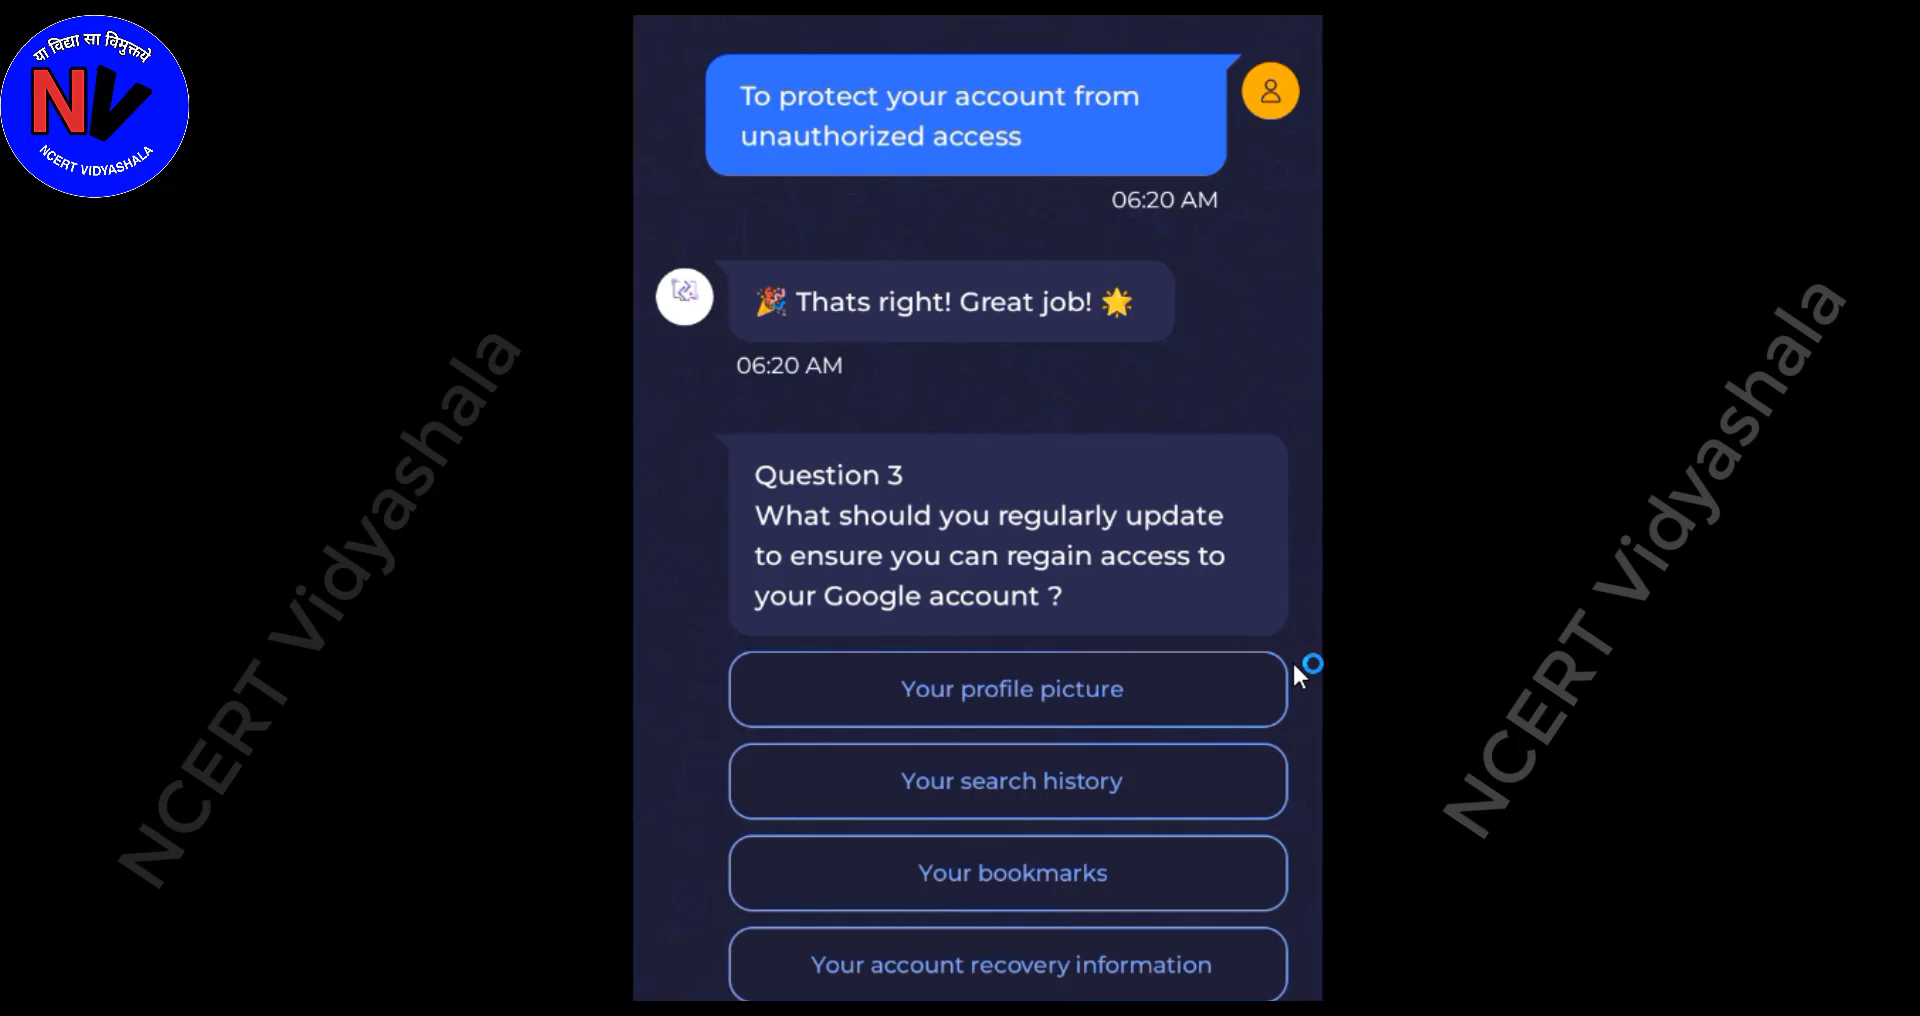 या विद्या सा विमुक्तये
NV
NCERT VIDYASHALA
To protect your account from
unauthorized access
06:20 AM
🎉 Thats right! Great job! 🌟
06:20 AM
Question 3
What should you regularly update
to ensure you can regain access to
your Google account ?
Your profile picture
Your search history
Your bookmarks
Your account recovery information
NCERT Vidyashala
NCERT Vidyashala